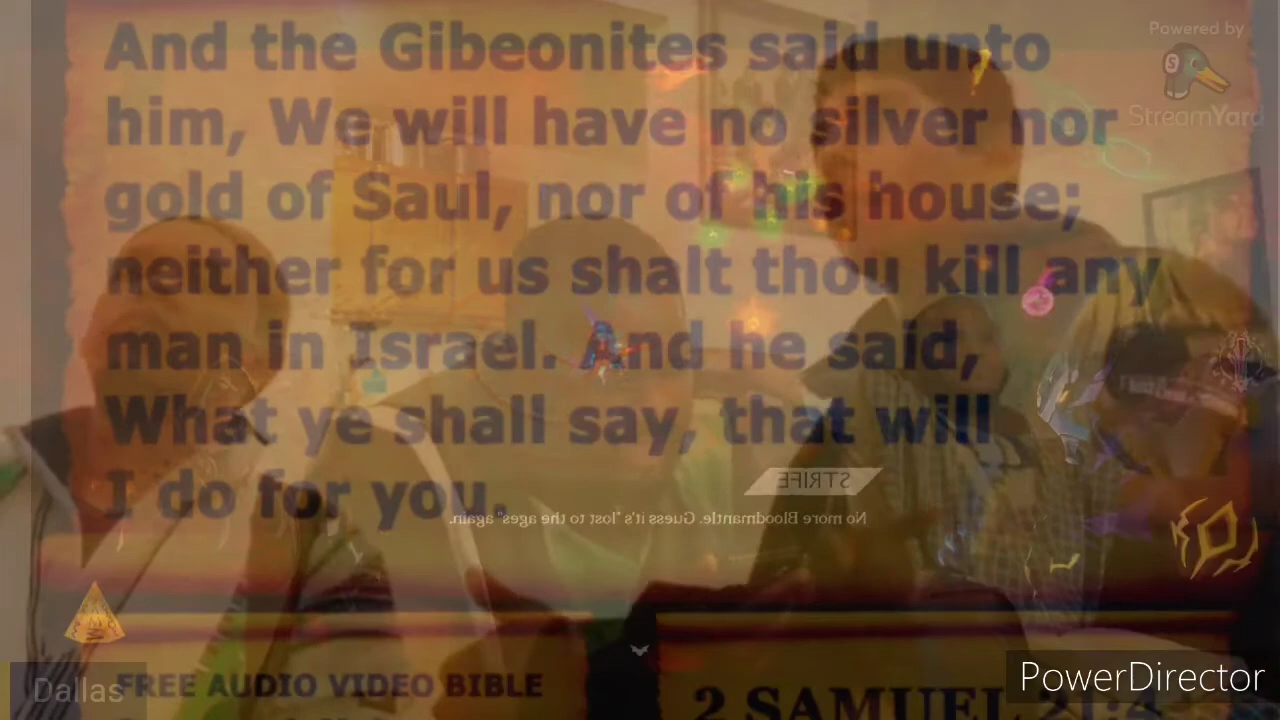 And the Gibeonites said unto
him, We will have no silver nor
gold of Saul, nor of his house;
neither for us shalt thou kill any
man in Israel. And he said,
What ye shall say, that will
I do for you.
Powered by
StreamYard
STRIFE
No more Bloodmantle. Guess it's "lost to the ages" again.
Dallas
FREE AUDIO VIDEO BIBLE
2 SAMUEL 21:4
PowerDirector